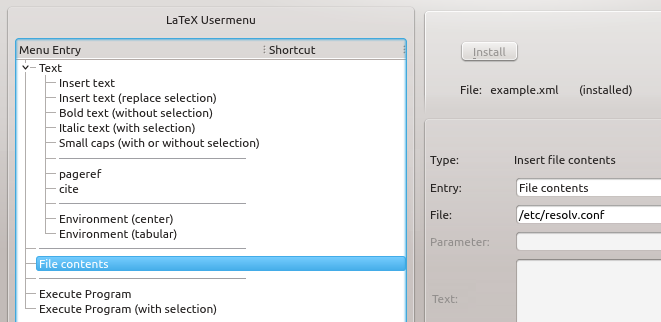 LaTeX Usermenu
Menu Entry Shortcut
Text
Insert text
Insert text (replace selection)
Bold text (without selection)
Italic text (with selection)
Small caps (with or without selection)
pageref
cite
Environment (center)
Environment (tabular)
File contents
Execute Program
Execute Program (with selection)
Install
File: example.xml (installed)
Type: Insert file contents
Entry: File contents
File: /etc/resolv.conf
Parameter:
Text: